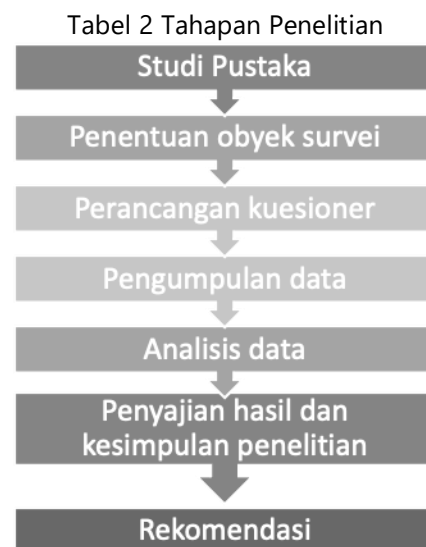 Tabel 2 Tahapan Penelitian
Studi Pustaka
Penentuan obyek survei
Perancangan kuesioner
Pengumpulan data
Analisis data
Penyajian hasil dan
kesimpulan penelitian
Rekomendasi